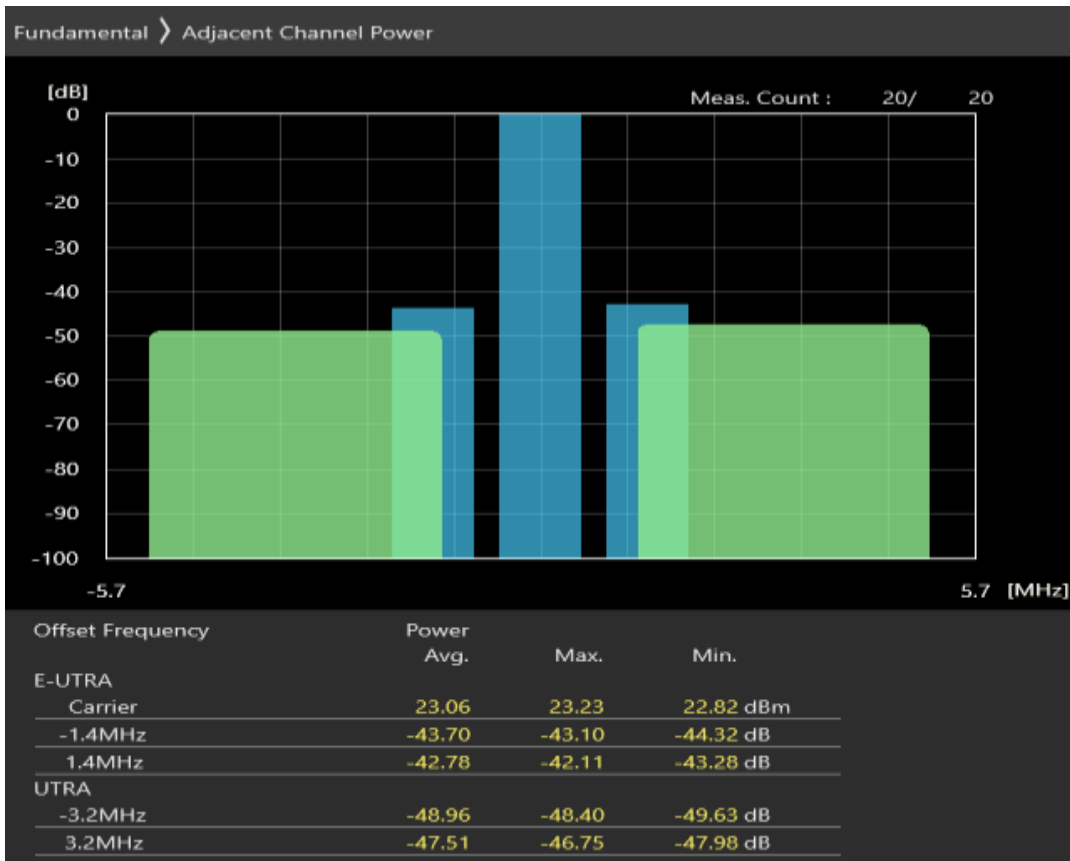 Fundamental 〉 Adjacent Channel Power
[dB]
Meas. Count : 20/ 20
0
-10
-20
-30
-40
-50
-60
-70
-80
-90
-100
-5.7 5.7 [MHz]
Offset Frequency Power
Avg. Max. Min.
E-UTRA
Carrier 23.06 23.23 22.82 dBm
-1.4MHz -43.70 -43.10 -44.32 dB
1.4MHz -42.78 -42.11 -43.28 dB
UTRA
-3.2MHz -48.96 -48.40 -49.63 dB
3.2MHz -47.51 -46.75 -47.98 dB